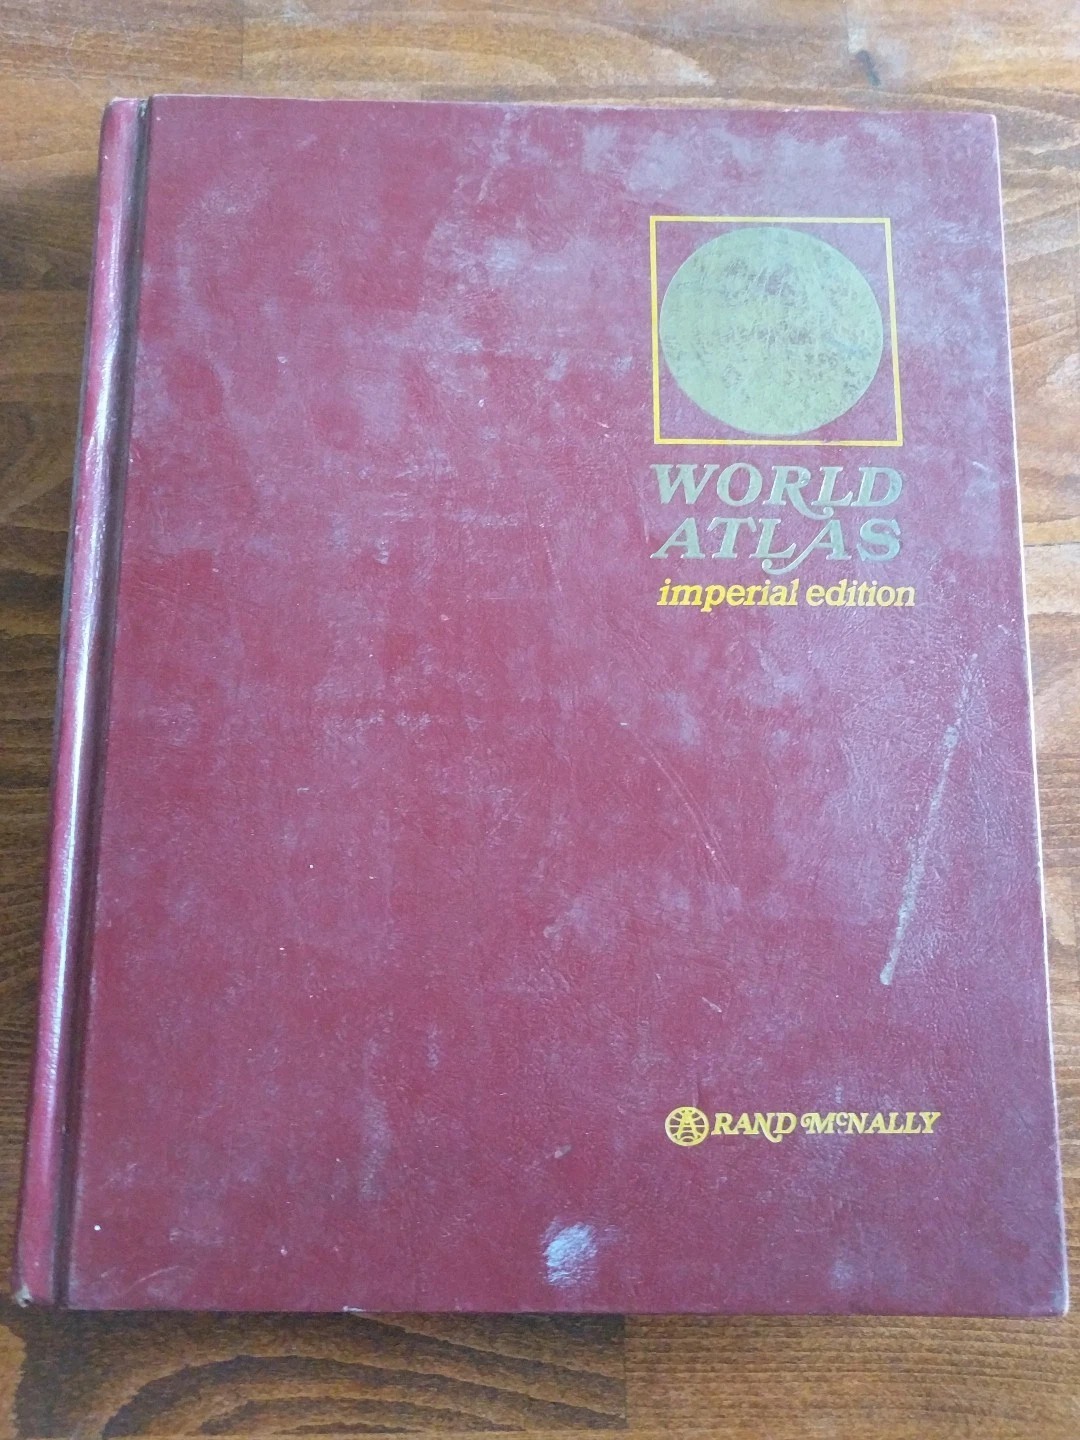 WORLD
ATLAS
imperial edition
RAND McNALLY